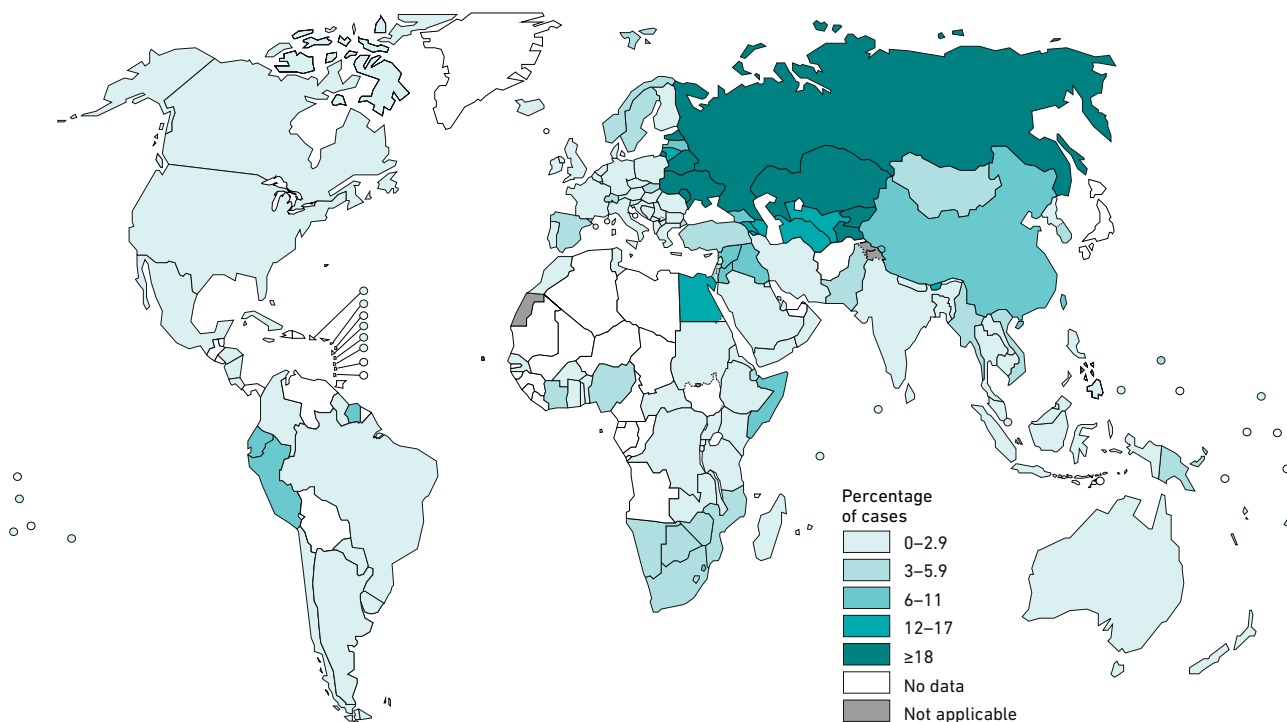 Percentage
of cases
0–2.9
3–5.9
6–11
12–17
≥18
No data
Not applicable